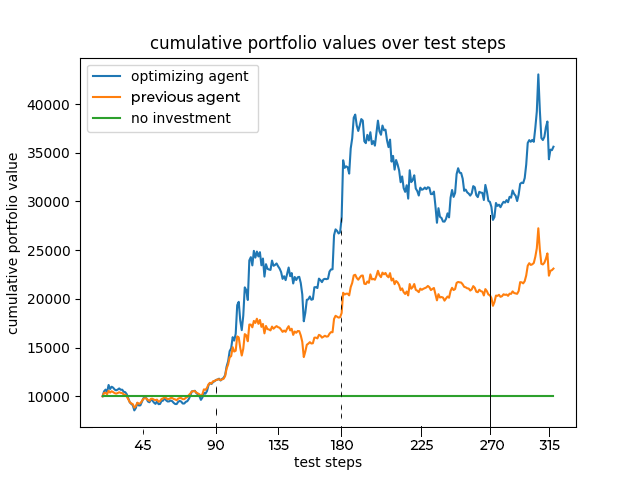 cumulative portfolio values over test steps
optimizing agent
previous agent
no investment
cumulative portfolio value
40000
35000
30000
25000
20000
15000
10000
45 90 135 180 225 270 315
test steps